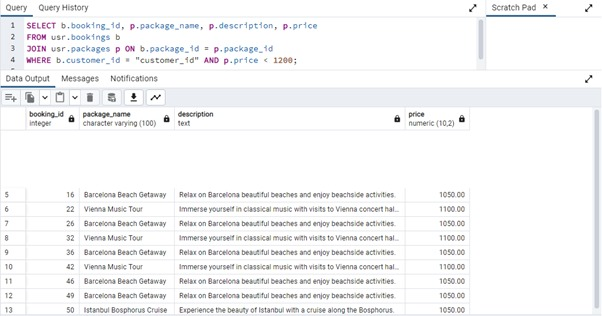 Query Query History
Scratch Pad ×
1 SELECT b.booking_id, p.package_name, p.description, p.price
2 FROM usr.bookings b
3 JOIN usr.packages p ON b.package_id = p.package_id
4 WHERE b.customer_id = "customer_id" AND p.price < 1200;
Data Output Messages Notifications
booking_id package_name description price
integer character varying (100) text numeric (10,2)
5 16 Barcelona Beach Getaway Relax on Barcelona beautiful beaches and enjoy beachside activities. 1050.00
6 22 Vienna Music Tour Immerse yourself in classical music with visits to Vienna concert hal... 1100.00
7 26 Barcelona Beach Getaway Relax on Barcelona beautiful beaches and enjoy beachside activities. 1050.00
8 32 Vienna Music Tour Immerse yourself in classical music with visits to Vienna concert hal... 1100.00
9 36 Barcelona Beach Getaway Relax on Barcelona beautiful beaches and enjoy beachside activities. 1050.00
10 42 Vienna Music Tour Immerse yourself in classical music with visits to Vienna concert hal... 1100.00
11 46 Barcelona Beach Getaway Relax on Barcelona beautiful beaches and enjoy beachside activities. 1050.00
12 49 Barcelona Beach Getaway Relax on Barcelona beautiful beaches and enjoy beachside activities. 1050.00
13 50 Istanbul Bosphorus Cruise Experience the beauty of Istanbul with a cruise along the Bosphorus. 1050.00